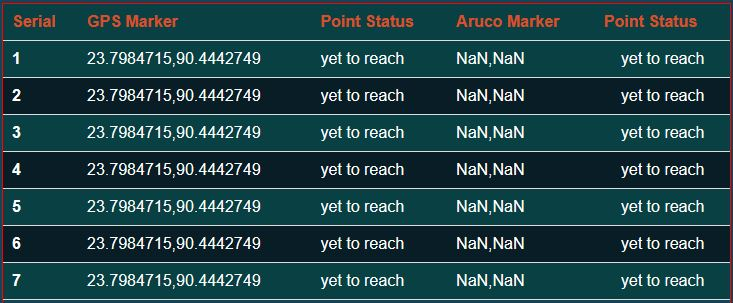 Serial GPS Marker Point Status Aruco Marker Point Status
1 23.7984715,90.4442749 yet to reach NaN,NaN yet to reach
2 23.7984715,90.4442749 yet to reach NaN,NaN yet to reach
3 23.7984715,90.4442749 yet to reach NaN,NaN yet to reach
4 23.7984715,90.4442749 yet to reach NaN,NaN yet to reach
5 23.7984715,90.4442749 yet to reach NaN,NaN yet to reach
6 23.7984715,90.4442749 yet to reach NaN,NaN yet to reach
7 23.7984715,90.4442749 yet to reach NaN,NaN yet to reach